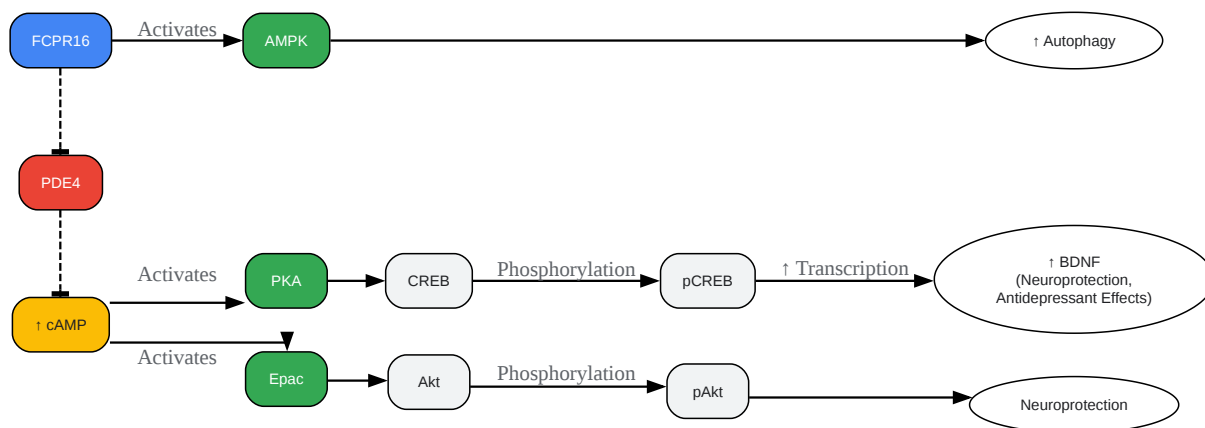 FCPR16
Activates
AMPK
↑ Autophagy
PDE4
Activates
PKA
CREB
Phosphorylation
pCREB
↑ Transcription
↑ BDNF
(Neuroprotection,
Antidepressant Effects)
↑ cAMP
Activates
Epac
Akt
Phosphorylation
pAkt
Neuroprotection